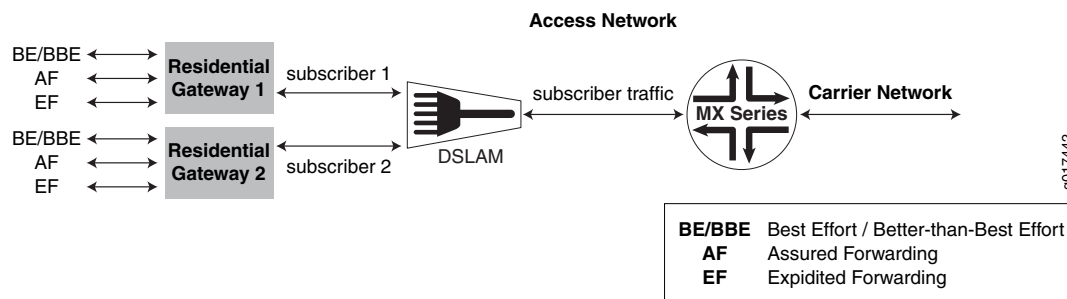 Access Network
BE/BBE
AF
EF
Residential
Gateway 1
subscriber 1
BE/BBE
AF
EF
Residential
Gateway 2
subscriber 2
DSLAM
subscriber traffic
MX Series
Carrier Network
g017443
BE/BBE Best Effort / Better-than-Best Effort
AF Assured Forwarding
EF Expidited Forwarding